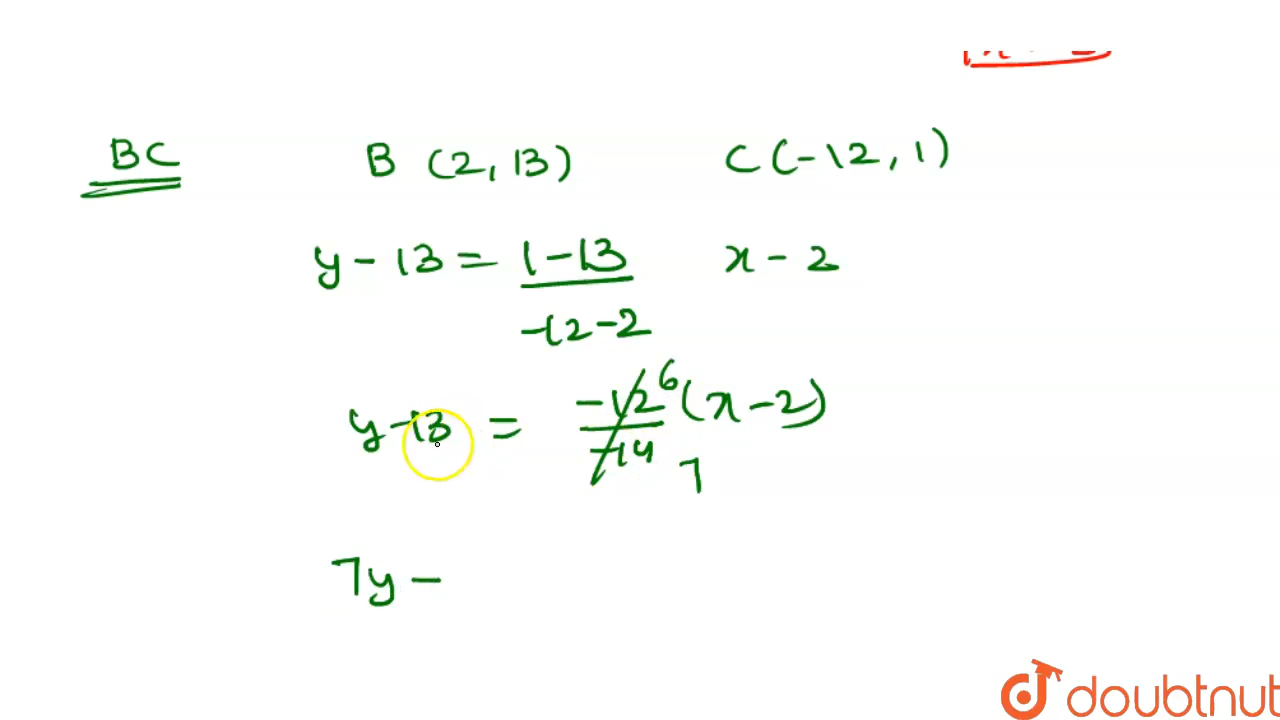 BC B (2, 13) C (-12, 1)
y - 13 = 1 - 13 x - 2
-12 - 2
y - 13 = -12 6 (x - 2)
-14 7
7y -
doubtnut